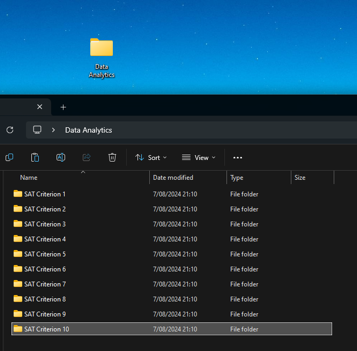 Data
Analytics
Data Analytics
Sort View
Name Date modified Type Size
SAT Criterion 1 7/08/2024 21:10 File folder
SAT Criterion 2 7/08/2024 21:10 File folder
SAT Criterion 3 7/08/2024 21:10 File folder
SAT Criterion 4 7/08/2024 21:10 File folder
SAT Criterion 5 7/08/2024 21:10 File folder
SAT Criterion 6 7/08/2024 21:10 File folder
SAT Criterion 7 7/08/2024 21:10 File folder
SAT Criterion 8 7/08/2024 21:10 File folder
SAT Criterion 9 7/08/2024 21:10 File folder
SAT Criterion 10 7/08/2024 21:10 File folder